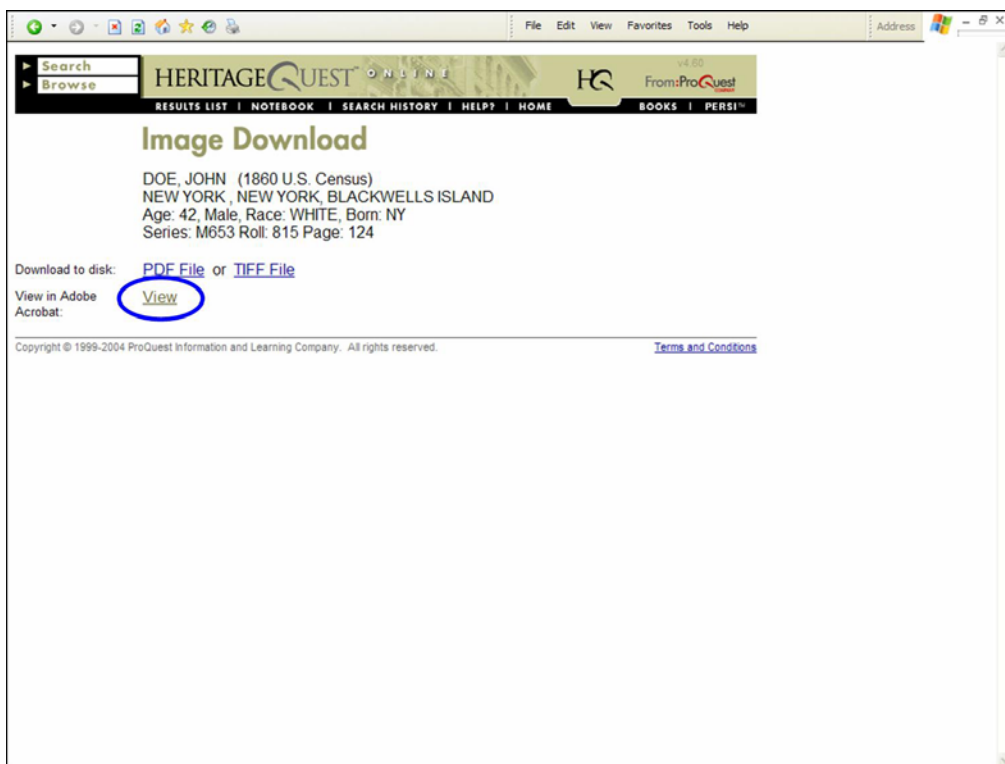 File Edit View Favorites Tools Help Address
Search
Browse
HERITAGEQUEST™ ONLINE HQ v4.60
From:ProQuest COMPANY
RESULTS LIST | NOTEBOOK | SEARCH HISTORY | HELP? | HOME BOOKS | PERSI™
Image Download
DOE, JOHN (1860 U.S. Census)
NEW YORK , NEW YORK, BLACKWELLS ISLAND
Age: 42, Male, Race: WHITE, Born: NY
Series: M653 Roll: 815 Page: 124
Download to disk: PDF File or TIFF File
View in Adobe Acrobat: View
Copyright © 1999-2004 ProQuest Information and Learning Company. All rights reserved. Terms and Conditions